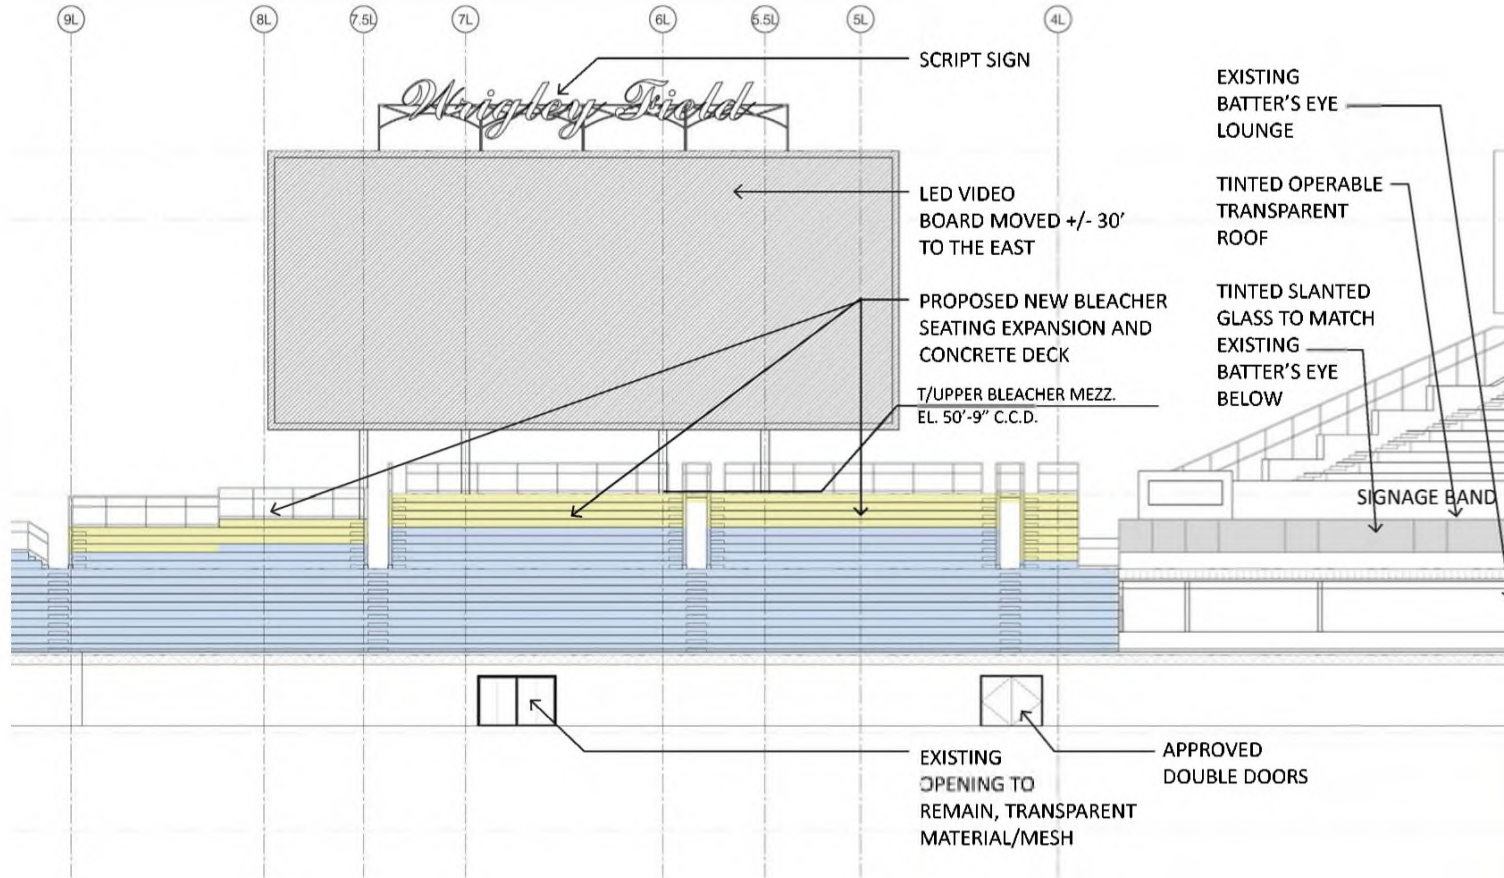 9L 8L 7.5L 7L 6L 5.5L 5L 4L
Wrigley Field
SCRIPT SIGN
LED VIDEO
BOARD MOVED +/- 30'
TO THE EAST
PROPOSED NEW BLEACHER
SEATING EXPANSION AND
CONCRETE DECK
T/UPPER BLEACHER MEZZ.
EL. 50'-9" C.C.D.
EXISTING
BATTER'S EYE
LOUNGE
TINTED OPERABLE
TRANSPARENT
ROOF
TINTED SLANTED
GLASS TO MATCH
EXISTING
BATTER'S EYE
BELOW
SIGNAGE BAND
EXISTING
OPENING TO
REMAIN, TRANSPARENT
MATERIAL/MESH
APPROVED
DOUBLE DOORS